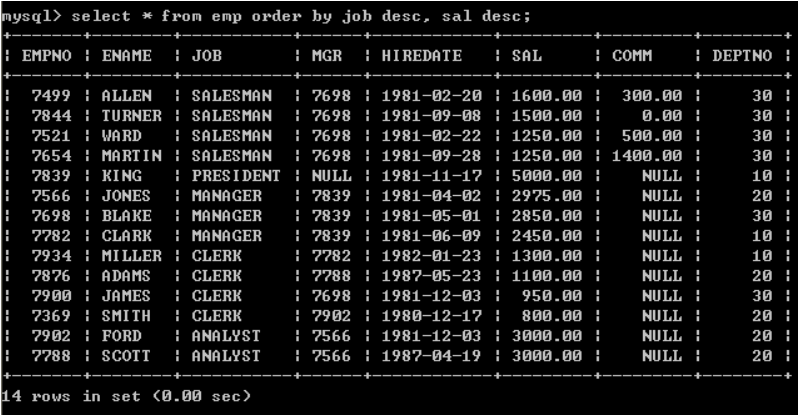 mysql> select * from emp order by job desc, sal desc;
+-------+--------+-----------+------+------------+---------+---------+--------+
| EMPNO | ENAME  | JOB       | MGR  | HIREDATE   | SAL     | COMM    | DEPTNO |
+-------+--------+-----------+------+------------+---------+---------+--------+
|  7499 | ALLEN  | SALESMAN  | 7698 | 1981-02-20 | 1600.00 |  300.00 |     30 |
|  7844 | TURNER | SALESMAN  | 7698 | 1981-09-08 | 1500.00 |    0.00 |     30 |
|  7521 | WARD   | SALESMAN  | 7698 | 1981-02-22 | 1250.00 |  500.00 |     30 |
|  7654 | MARTIN | SALESMAN  | 7698 | 1981-09-28 | 1250.00 | 1400.00 |     30 |
|  7839 | KING   | PRESIDENT | NULL | 1981-11-17 | 5000.00 |    NULL |     10 |
|  7566 | JONES  | MANAGER   | 7839 | 1981-04-02 | 2975.00 |    NULL |     20 |
|  7698 | BLAKE  | MANAGER   | 7839 | 1981-05-01 | 2850.00 |    NULL |     30 |
|  7782 | CLARK  | MANAGER   | 7839 | 1981-06-09 | 2450.00 |    NULL |     10 |
|  7934 | MILLER | CLERK     | 7782 | 1982-01-23 | 1300.00 |    NULL |     10 |
|  7876 | ADAMS  | CLERK     | 7788 | 1987-05-23 | 1100.00 |    NULL |     20 |
|  7900 | JAMES  | CLERK     | 7698 | 1981-12-03 |  950.00 |    NULL |     30 |
|  7369 | SMITH  | CLERK     | 7902 | 1980-12-17 |  800.00 |    NULL |     20 |
|  7902 | FORD   | ANALYST   | 7566 | 1981-12-03 | 3000.00 |    NULL |     20 |
|  7788 | SCOTT  | ANALYST   | 7566 | 1987-04-19 | 3000.00 |    NULL |     20 |
+-------+--------+-----------+------+------------+---------+---------+--------+
14 rows in set (0.00 sec)